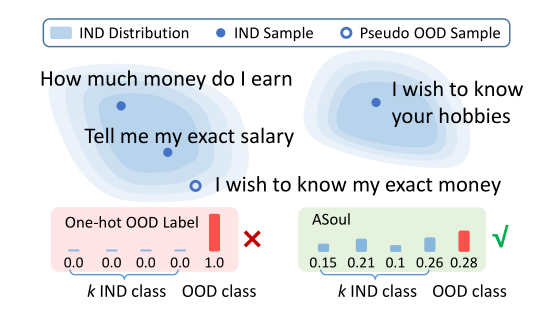 IND Distribution IND Sample Pseudo OOD Sample
How much money do I earn
I wish to know
your hobbies
Tell me my exact salary
I wish to know my exact money
One-hot OOD Label
0.0 0.0 0.0 0.0 1.0
k IND class OOD class
ASoul
0.15 0.21 0.1 0.26 0.28
k IND class OOD class